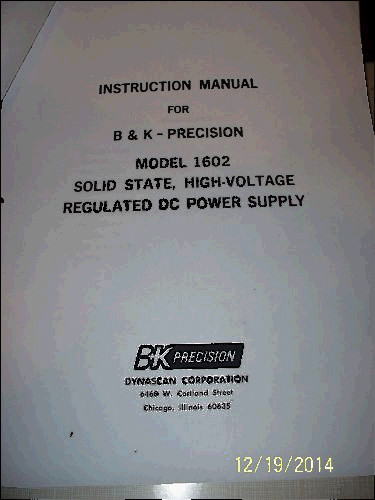 INSTRUCTION MANUAL
FOR
B & K - PRECISION
MODEL 1602
SOLID STATE, HIGH-VOLTAGE
REGULATED DC POWER SUPPLY
B&K PRECISION
DYNASCAN CORPORATION
6460 W. Cortland Street
Chicago, Illinois 60635
12/19/2014